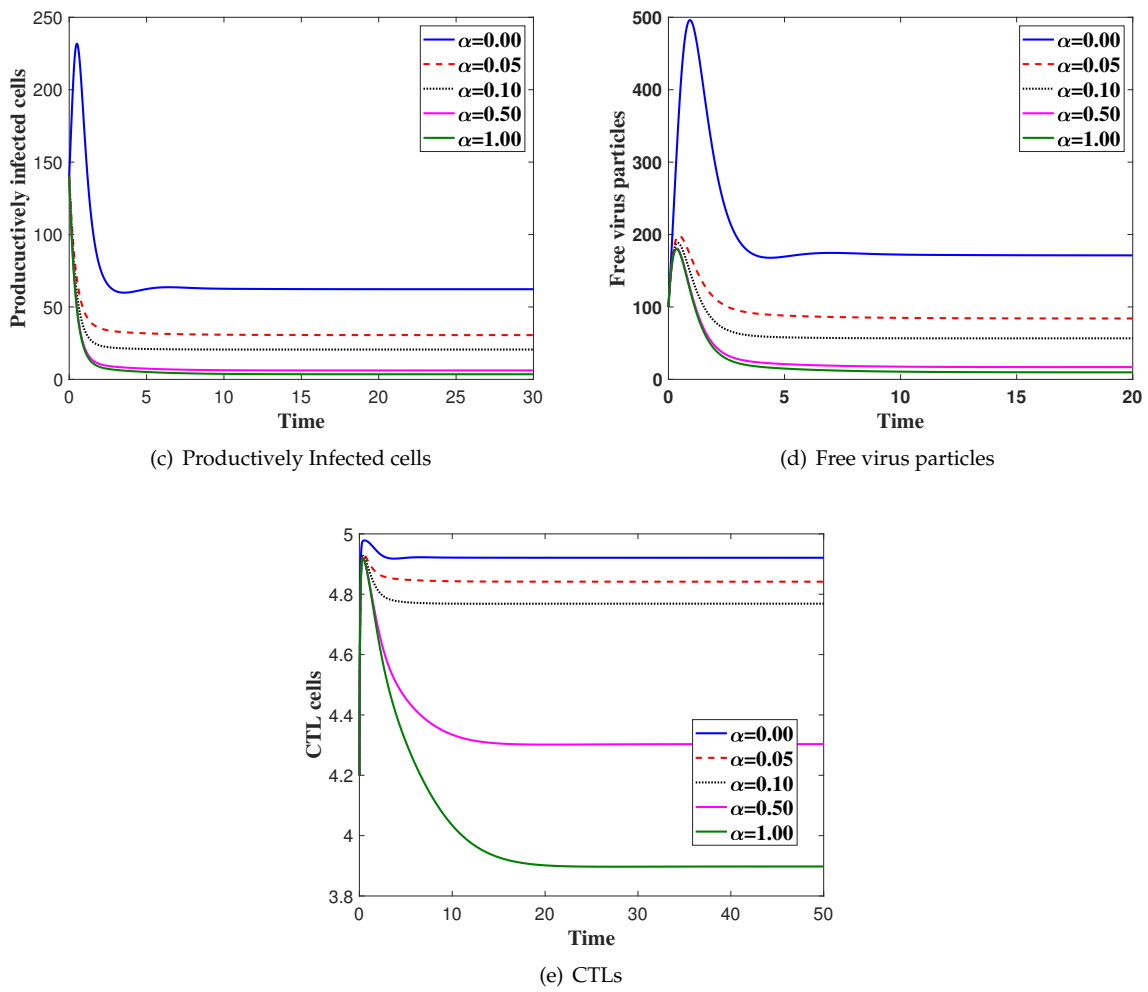 250
200
150
100
50
0
Producuctively infected cells
0 5 10 15 20 25 30
Time
α=0.00
α=0.05
α=0.10
α=0.50
α=1.00
(c) Productively Infected cells
500
400
300
200
100
0
Free virus particles
0 5 10 15 20
Time
α=0.00
α=0.05
α=0.10
α=0.50
α=1.00
(d) Free virus particles
5
4.8
4.6
4.4
4.2
4
3.8
CTL cells
0 10 20 30 40 50
Time
α=0.00
α=0.05
α=0.10
α=0.50
α=1.00
(e) CTLs